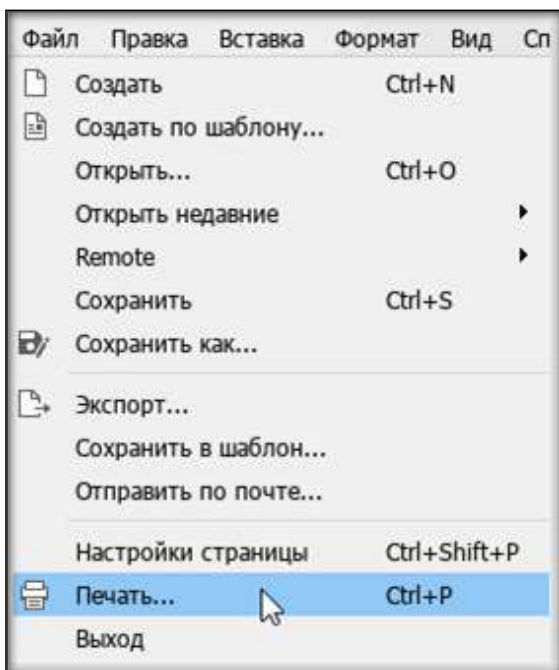 Файл Правка Вставка Формат Вид Сп
Создать Ctrl+N
Создать по шаблону...
Открыть... Ctrl+O
Открыть недавние
Remote
Сохранить Ctrl+S
Сохранить как...
Экспорт...
Сохранить в шаблон...
Отправить по почте...
Настройки страницы Ctrl+Shift+P
Печать... Ctrl+P
Выход